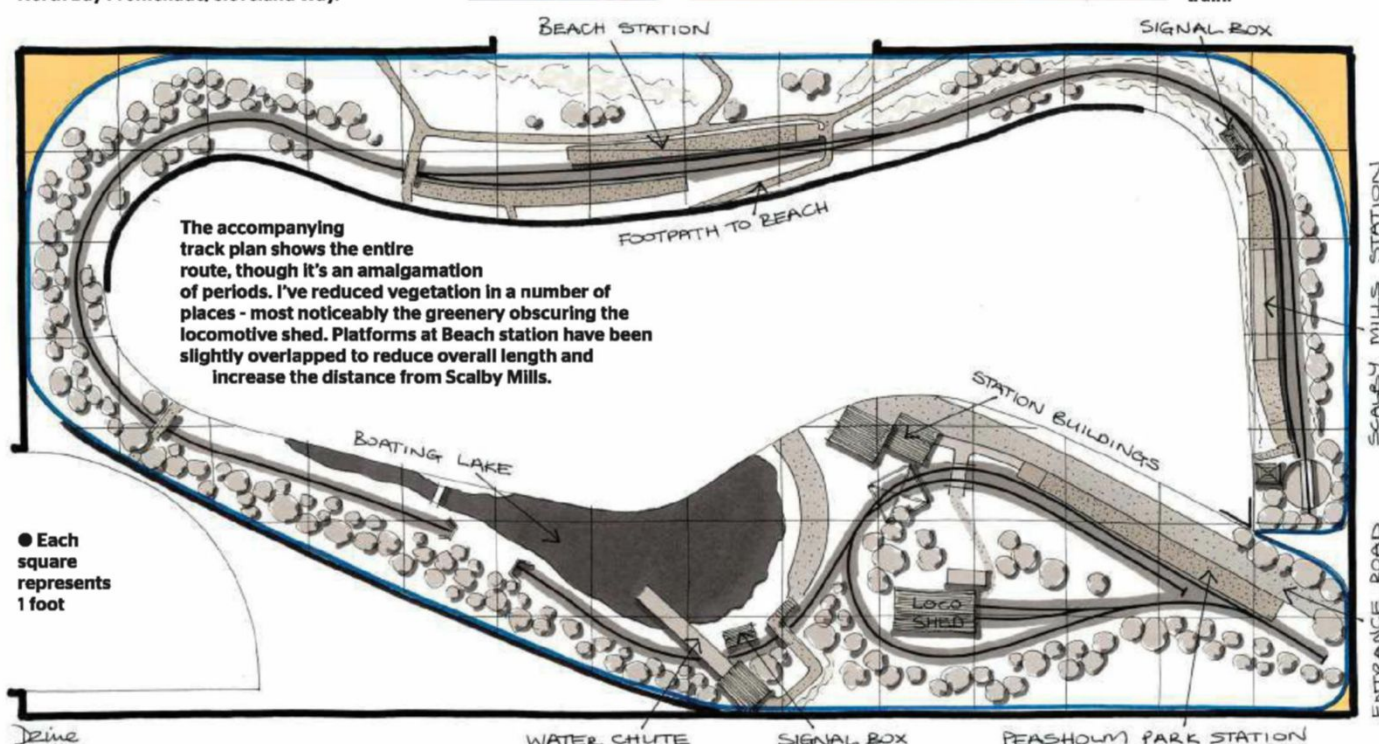 BEACH STATION
SIGNAL BOX
The accompanying
track plan shows the entire
route, though it's an amalgamation
of periods. I've reduced vegetation in a number of
places - most noticeably the greenery obscuring the
locomotive shed. Platforms at Beach station have been
slightly overlapped to reduce overall length and
increase the distance from Scalby Mills.
FOOTPATH TO BEACH
SCALBY MILLS STATION
STATION BUILDINGS
BOATING LAKE
● Each
square
represents
1 foot
LOCO
SHED
ENTRANCE ROAD
WATER CHUTE
SIGNAL BOX
PEASHOLM PARK STATION